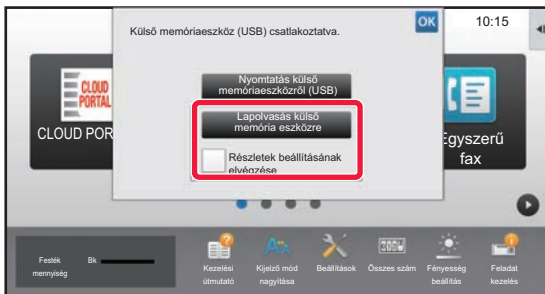 Külső memóriaeszköz (USB) csatlakoztatva.
OK
10:15
Nyomtatás külső
memóriaeszközről (USB)
Lapolvasás külső
memória eszközre
Részletek beállításának
elvégzése
CLOUD
PORTAL
CLOUD POR
Egyszerű
fax
Festék
mennyiség
Bk
Kezelési
útmutató
Kijelző mód
nagyítása
Beállítások
Összes szám
Fényesség
beállítás
Feladat
kezelés